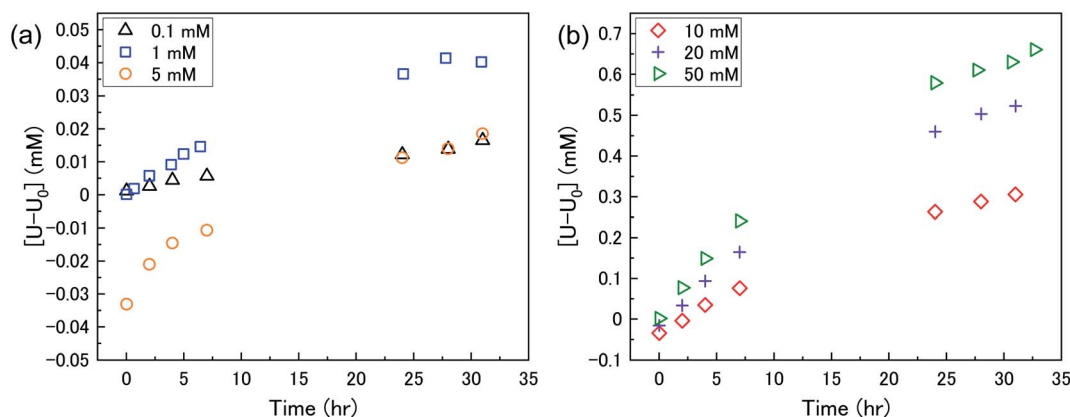 (a)
0.1 mM
1 mM
5 mM
0.05
0.04
0.03
0.02
0.01
0
-0.01
-0.02
-0.03
-0.04
-0.05
[U−U0] (mM)
0 5 10 15 20 25 30 35
Time (hr)
(b)
10 mM
20 mM
50 mM
0.7
0.6
0.5
0.4
0.3
0.2
0.1
0
-0.1
[U−U0] (mM)
0 5 10 15 20 25 30 35
Time (hr)